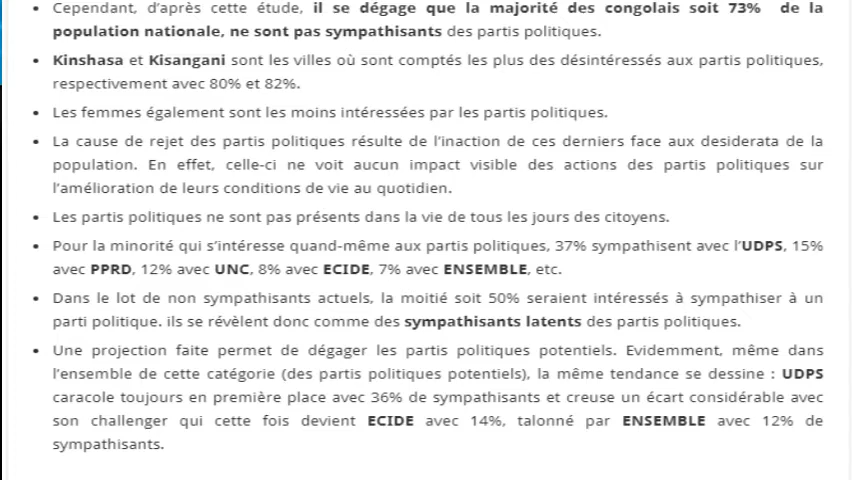 • Cependant, d'après cette étude, il se dégage que la majorité des congolais soit 73% de la
population nationale, ne sont pas sympathisants des partis politiques.
• Kinshasa et Kisangani sont les villes où sont comptés les plus des désintéressés aux partis politiques,
respectivement avec 80% et 82%.
• Les femmes également sont les moins intéressées par les partis politiques.
• La cause de rejet des partis politiques résulte de l'inaction de ces derniers face aux desiderata de la
population. En effet, celle-ci ne voit aucun impact visible des actions des partis politiques sur
l'amélioration de leurs conditions de vie au quotidien.
• Les partis politiques ne sont pas présents dans la vie de tous les jours des citoyens.
• Pour la minorité qui s'intéresse quand-même aux partis politiques, 37% sympathisent avec l'UDPS, 15%
avec PPRD, 12% avec UNC, 8% avec ECIDE, 7% avec ENSEMBLE, etc.
• Dans le lot de non sympathisants actuels, la moitié soit 50% seraient intéressés à sympathiser à un
parti politique. ils se révèlent donc comme des sympathisants latents des partis politiques.
• Une projection faite permet de dégager les partis politiques potentiels. Evidemment, même dans
l'ensemble de cette catégorie (des partis politiques potentiels), la même tendance se dessine : UDPS
caracole toujours en première place avec 36% de sympathisants et creuse un écart considérable avec
son challenger qui cette fois devient ECIDE avec 14%, talonné par ENSEMBLE avec 12% de
sympathisants.